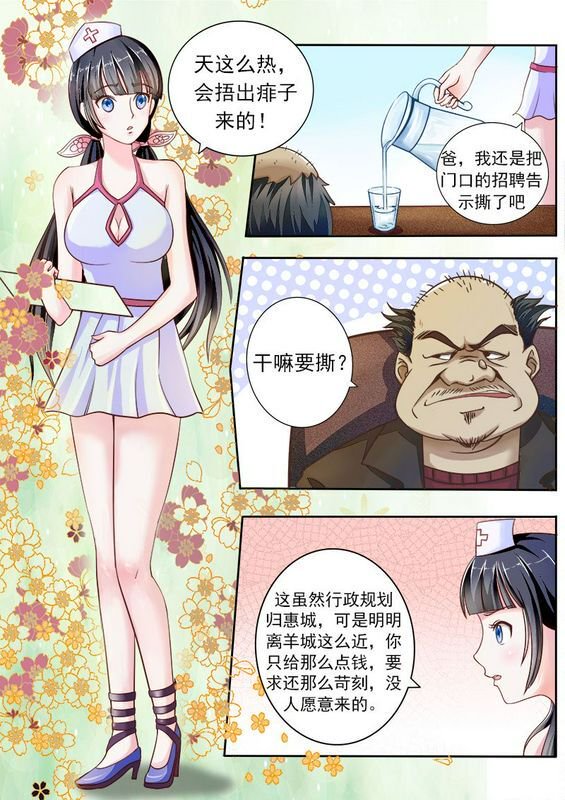 天这么热，
会捂出痱子
来的！
爸，我还是把
门口的招聘告
示撕了吧
干嘛要撕？
这虽然行政规划
归惠城，可是明明
离羊城这么近，你
只给那么点钱，要
求还那么苛刻，没
人愿意来的。